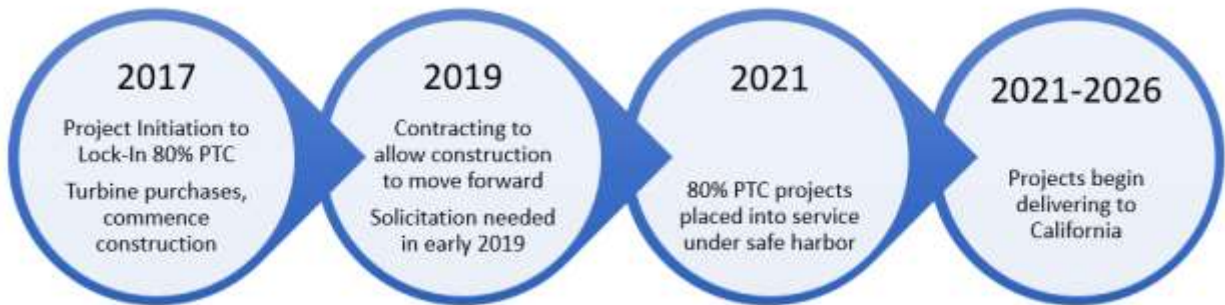 2017
Project Initiation to
Lock-In 80% PTC
Turbine purchases,
commence
construction
2019
Contracting to
allow construction
to move forward
Solicitation needed
in early 2019
2021
80% PTC projects
placed into service
under safe harbor
2021-2026
Projects begin
delivering to
California